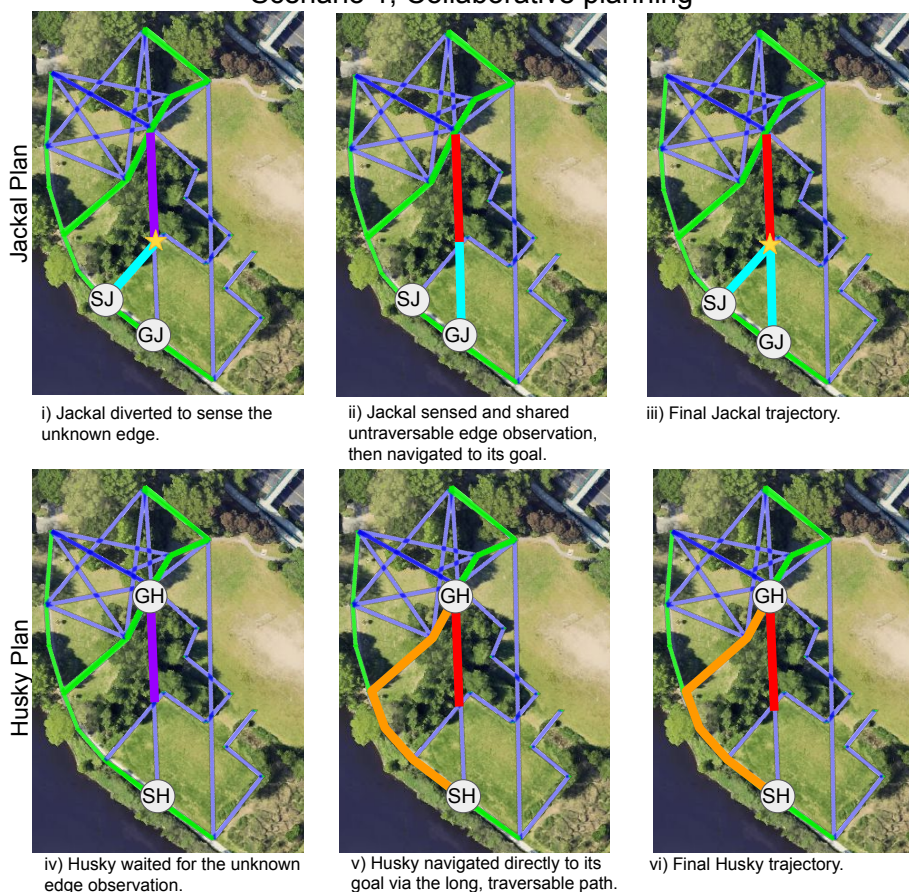 Scenario 1, Collaborative planning
Jackal Plan
SJ
GJ
SJ
GJ
SJ
GJ
i) Jackal diverted to sense the
unknown edge.
ii) Jackal sensed and shared
untraversable edge observation,
then navigated to its goal.
iii) Final Jackal trajectory.
Husky Plan
GH
SH
GH
SH
GH
SH
iv) Husky waited for the unknown
edge observation.
v) Husky navigated directly to its
goal via the long, traversable path.
vi) Final Husky trajectory.